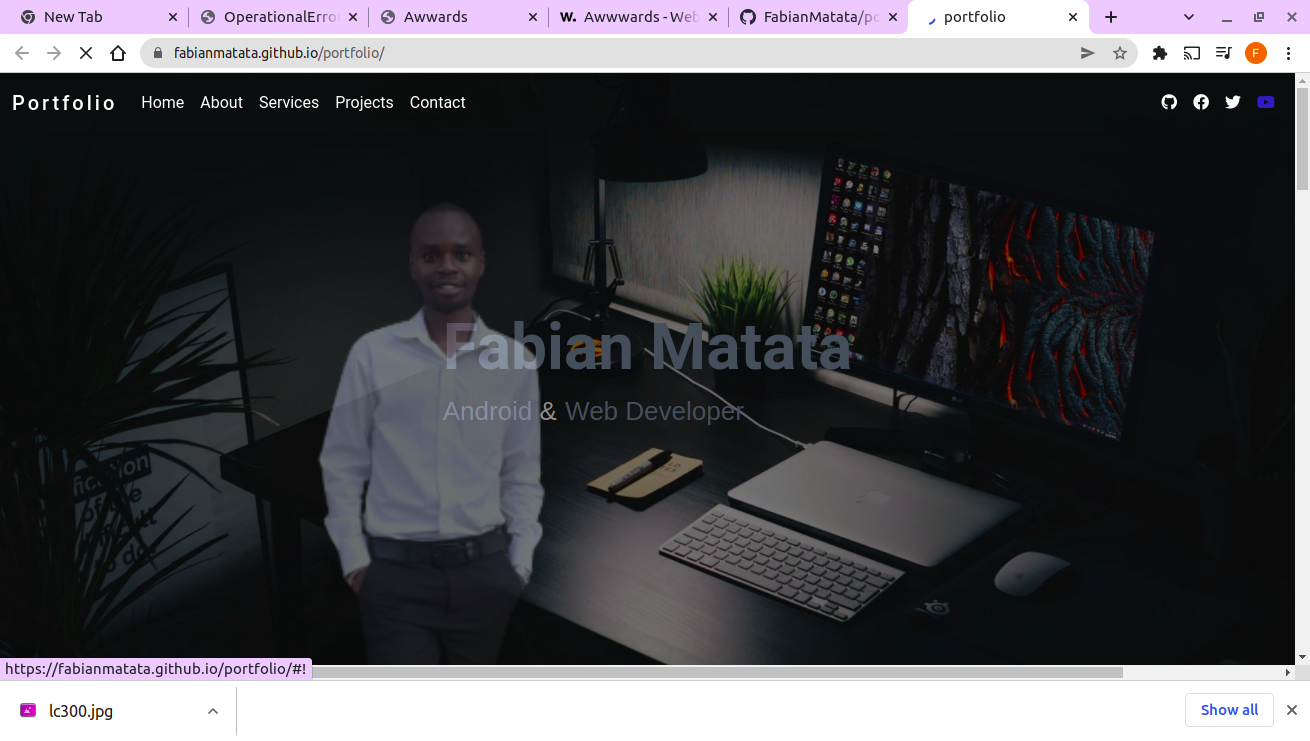 New Tab
OperationalErro
Awwards
Awwwards - Web
FabianMatata/po
portfolio
fabianmatata.github.io/portfolio/
F
Portfolio Home About Services Projects Contact
Fabian Matata
Android & Web Developer
https://fabianmatata.github.io/portfolio/#!
lc300.jpg
Show all